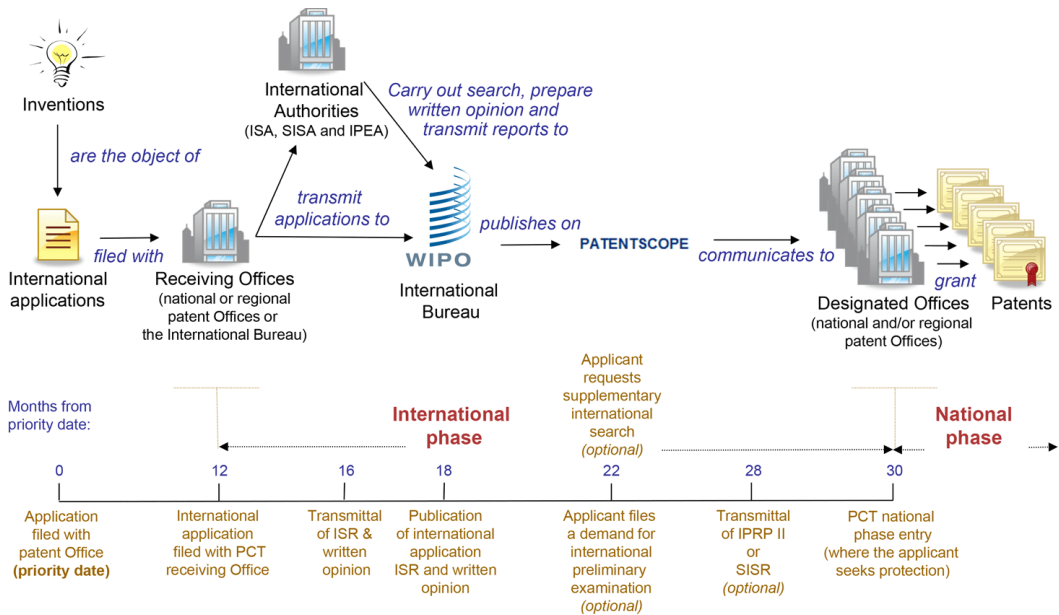 Inventions
are the object of
International
applications
filed with
Receiving Offices
(national or regional
patent Offices or
the International Bureau)
International
Authorities
(ISA, SISA and IPEA)
transmit
applications to
Carry out search, prepare
written opinion and
transmit reports to
WIPO
International
Bureau
publishes on
PATENTSCOPE
communicates to
Designated Offices
(national and/or regional
patent Offices)
grant
Patents
Months from
priority date:
International
phase
Applicant
requests
supplementary
international
search
(optional)
National
phase
0
12
16
18
22
28
30
Application
filed with
patent Office
(priority date)
International
application
filed with PCT
receiving Office
Transmittal
of ISR &
written
opinion
Publication
of international
application
ISR and written
opinion
Applicant files
a demand for
international
preliminary
examination
(optional)
Transmittal
of IPRP II
or
SISR
(optional)
PCT national
phase entry
(where the applicant
seeks protection)